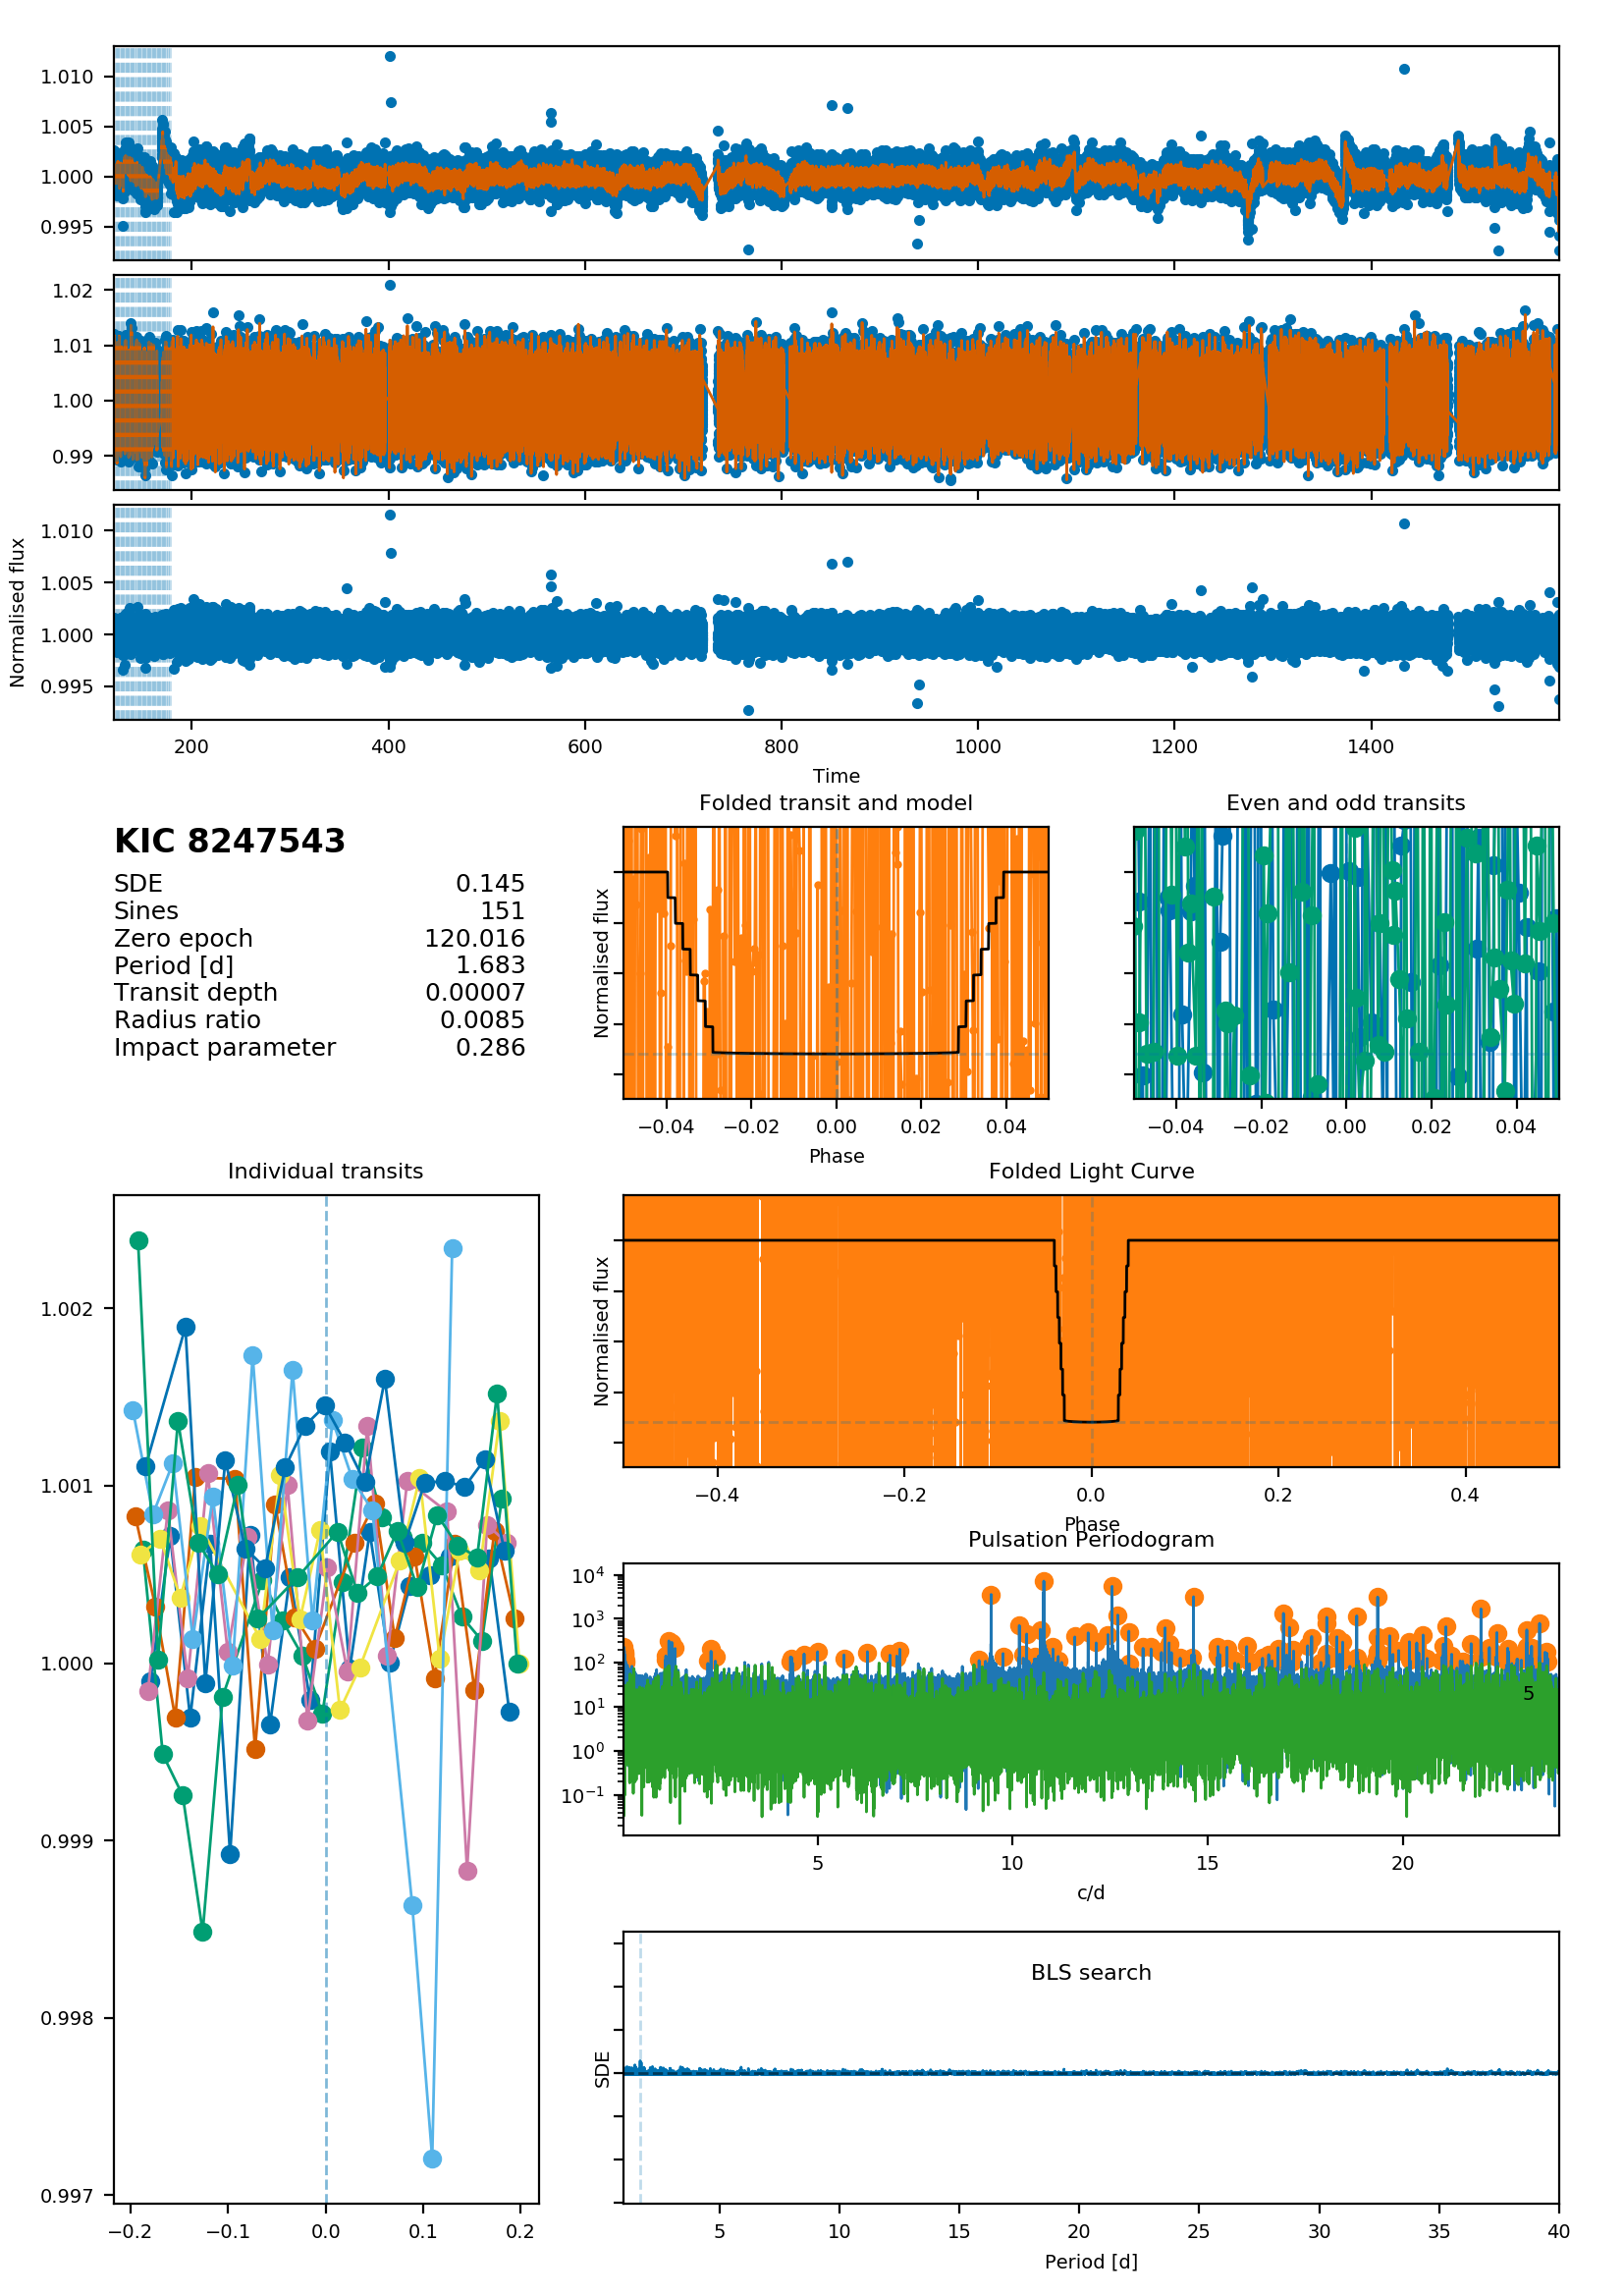 1.010
1.005
1.000
0.995
1.02
1.01
1.00
0.99
1.010
1.005
1.000
0.995
Normalised flux
200 400 600 800 1000 1200 1400
Time
KIC 8247543
SDE 0.145
Sines 151
Zero epoch 120.016
Period [d] 1.683
Transit depth 0.00007
Radius ratio 0.0085
Impact parameter 0.286
Folded transit and model
Normalised flux
−0.04 −0.02 0.00 0.02 0.04
Phase
Even and odd transits
−0.04 −0.02 0.00 0.02 0.04
Individual transits
1.002
1.001
1.000
0.999
0.998
0.997
−0.2 −0.1 0.0 0.1 0.2
Folded Light Curve
Normalised flux
−0.4 −0.2 0.0 0.2 0.4
Phase
Pulsation Periodogram
10⁴
10³
10²
10¹
10⁰
10⁻¹
5
5 10 15 20
c/d
BLS search
SDE
5 10 15 20 25 30 35 40
Period [d]